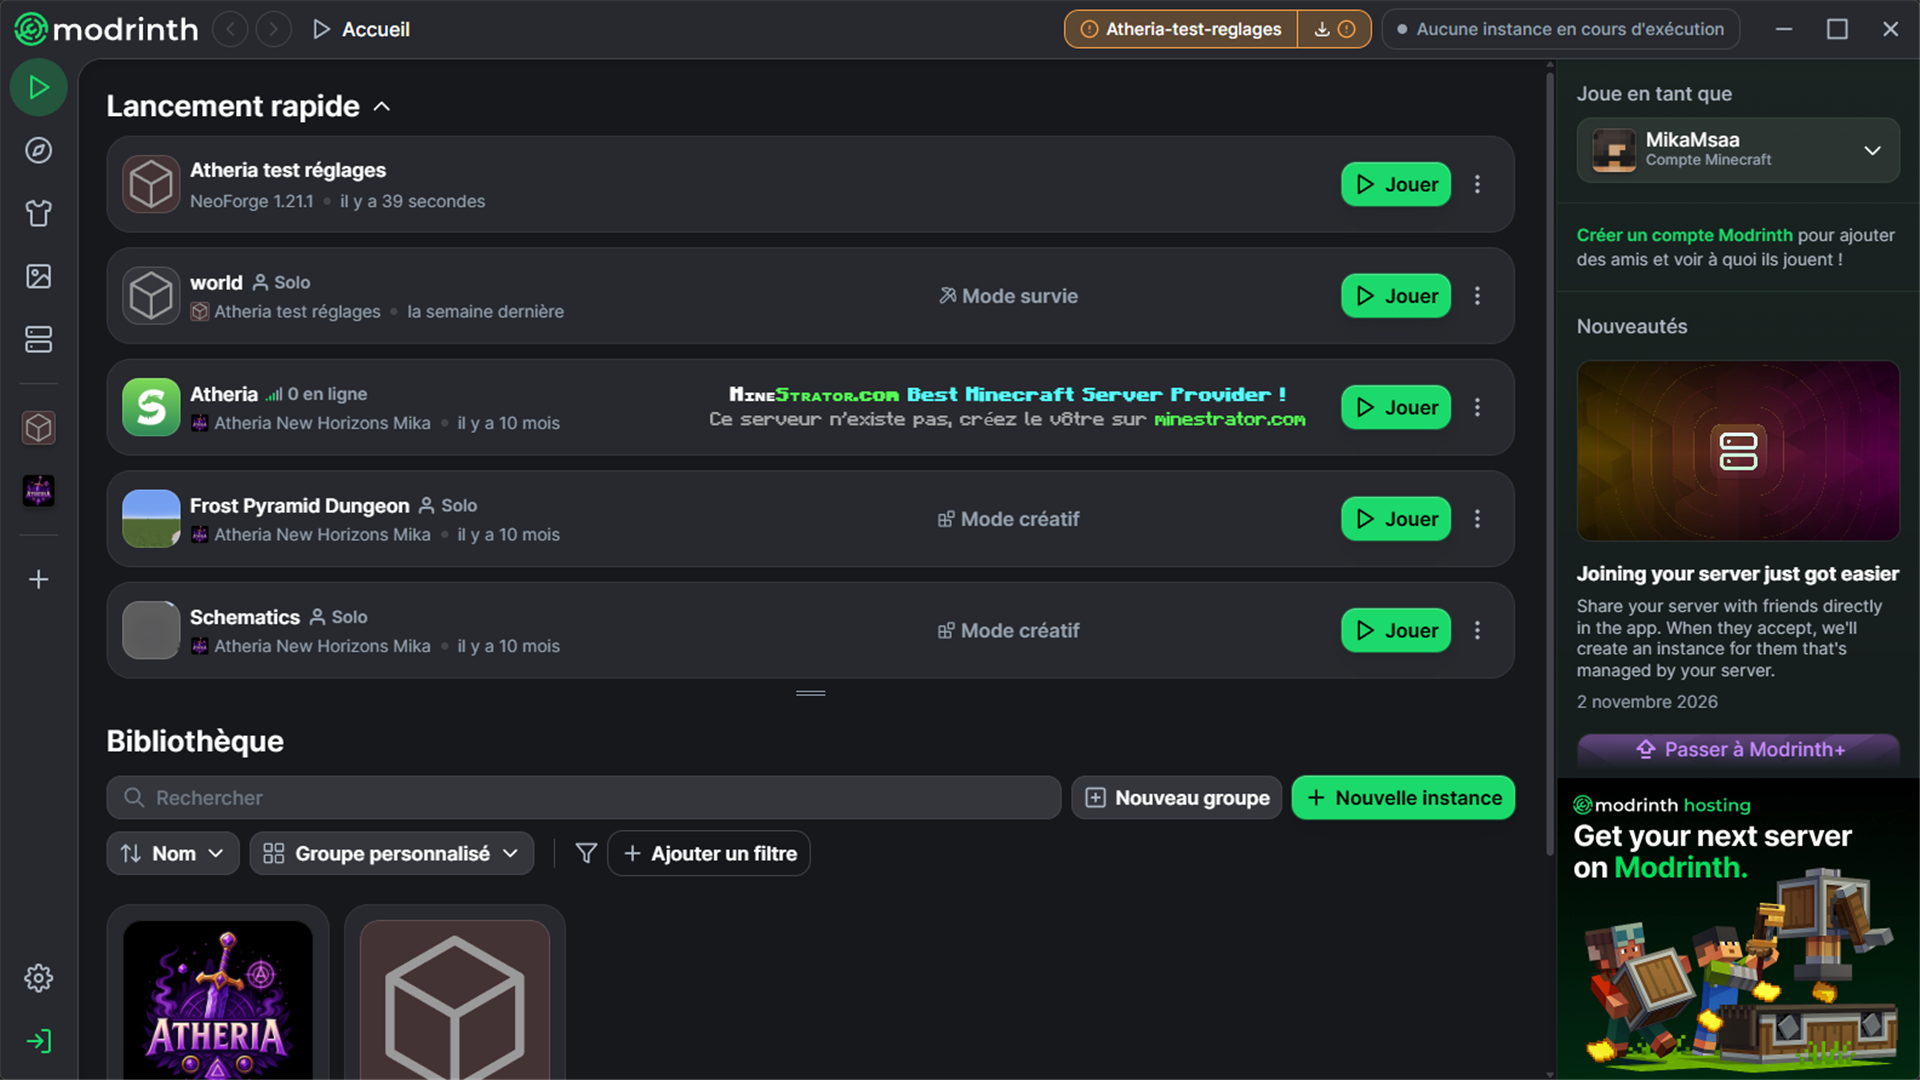 modrinth
Accueil
Atheria-test-reglages
Aucune instance en cours d'exécution
Lancement rapide
Atheria test réglages
NeoForge 1.21.1 • il y a 39 secondes
Jouer
world Solo
Atheria test réglages • la semaine dernière
Mode survie
Jouer
Atheria 0 en ligne
Atheria New Horizons Mika • il y a 10 mois
MineStrator.com Best Minecraft Server Provider !
Ce serveur n'existe pas, créez le vôtre sur minestrator.com
Jouer
Frost Pyramid Dungeon Solo
Atheria New Horizons Mika • il y a 10 mois
Mode créatif
Jouer
Schematics Solo
Atheria New Horizons Mika • il y a 10 mois
Mode créatif
Jouer
Bibliothèque
Rechercher
Nouveau groupe
Nouvelle instance
Nom
Groupe personnalisé
Ajouter un filtre
ATHERIA
Joue en tant que
MikaMsaa
Compte Minecraft
Créer un compte Modrinth pour ajouter
des amis et voir à quoi ils jouent !
Nouveautés
Joining your server just got easier
Share your server with friends directly
in the app. When they accept, we'll
create an instance for them that's
managed by your server.
2 novembre 2026
Passer à Modrinth+
modrinth hosting
Get your next server
on Modrinth.